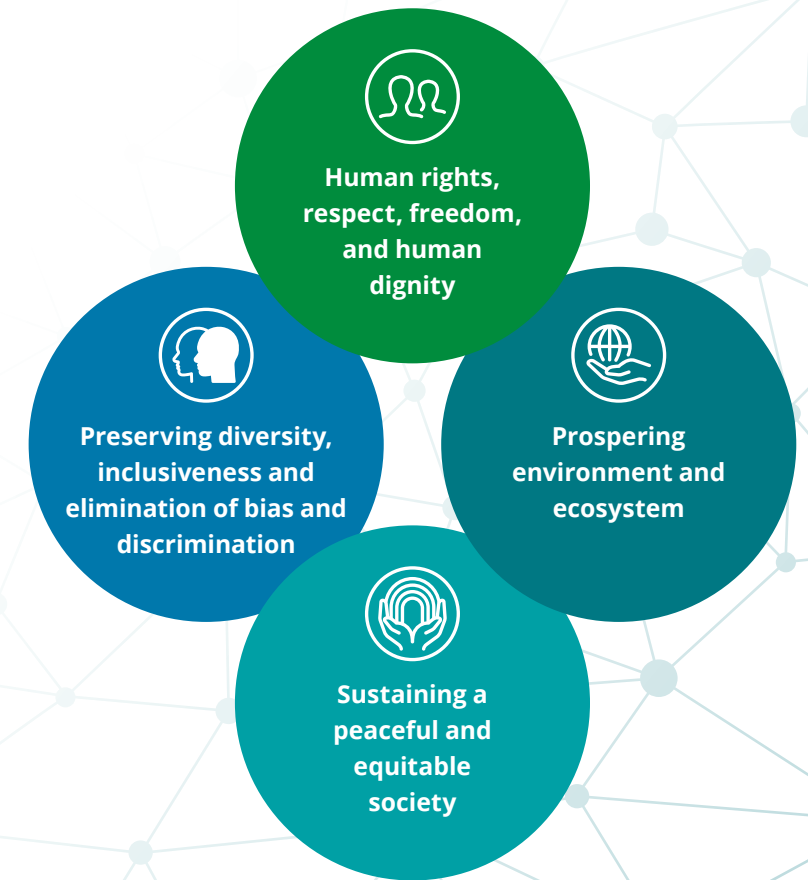 Human rights,
respect, freedom,
and human
dignity
Preserving diversity,
inclusiveness and
elimination of bias and
discrimination
Prospering
environment and
ecosystem
Sustaining a
peaceful and
equitable
society